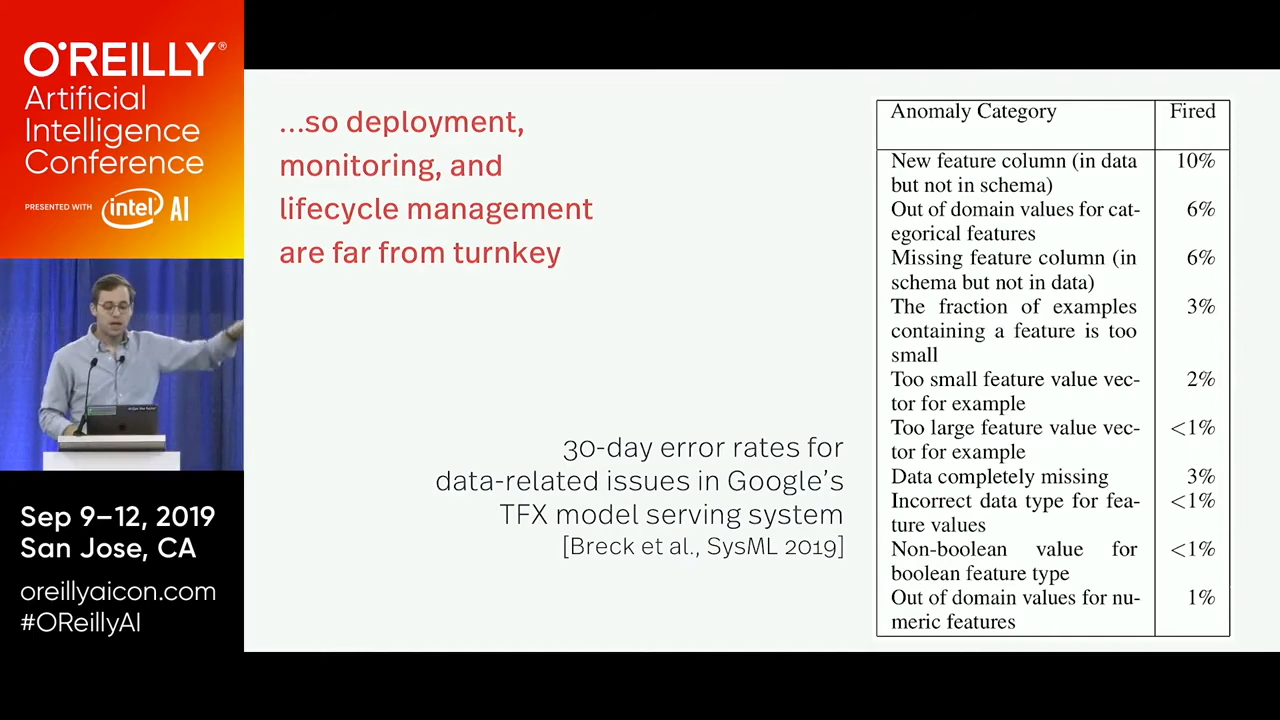 O'REILLY®
Artificial
Intelligence
Conference
PRESENTED WITH intel AI
Sep 9–12, 2019
San Jose, CA
oreillyaicon.com
#OReillyAI
...so deployment,
monitoring, and
lifecycle management
are far from turnkey
30-day error rates for
data-related issues in Google's
TFX model serving system
[Breck et al., SysML 2019]
Anomaly Category Fired
New feature column (in data 10%
but not in schema)
Out of domain values for cat- 6%
egorical features
Missing feature column (in 6%
schema but not in data)
The fraction of examples 3%
containing a feature is too
small
Too small feature value vec- 2%
tor for example
Too large feature value vec- <1%
tor for example
Data completely missing 3%
Incorrect data type for fea- <1%
ture values
Non-boolean value for <1%
boolean feature type
Out of domain values for nu- 1%
meric features